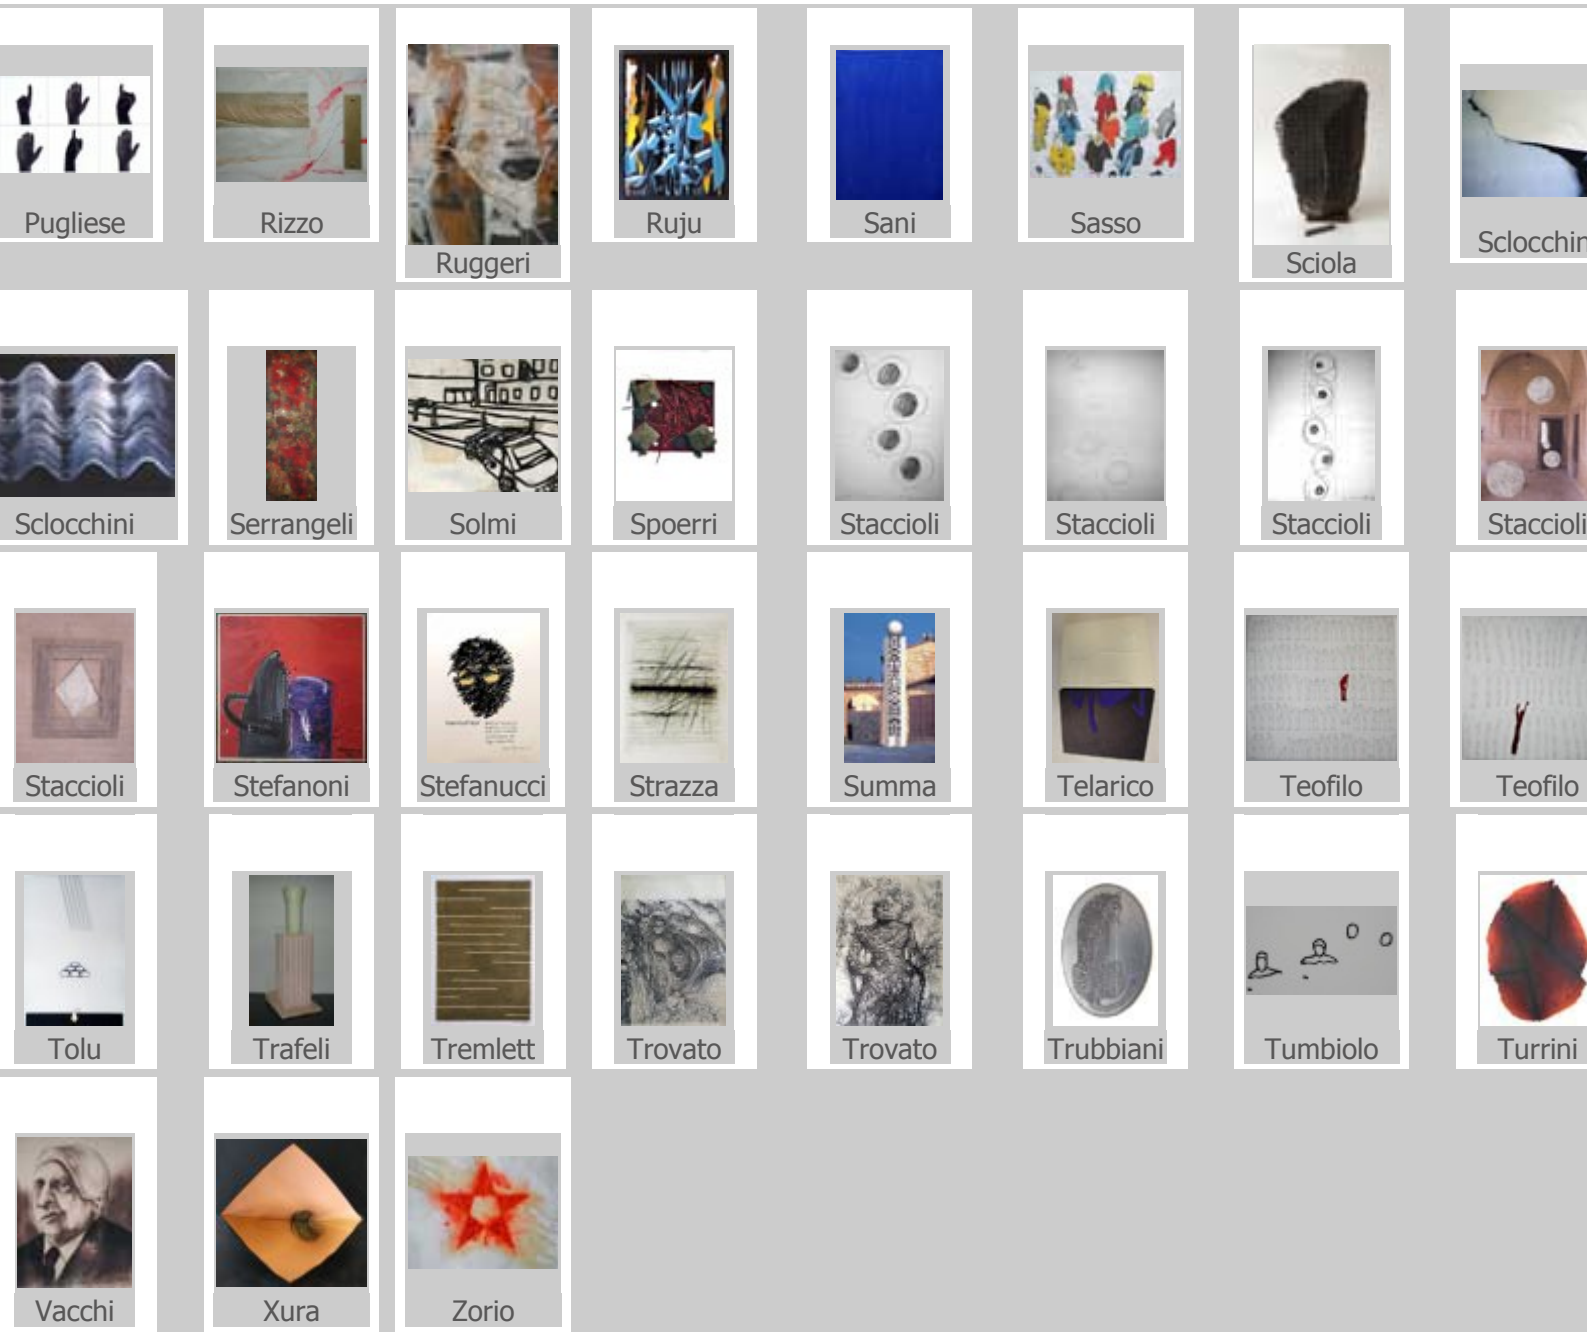 Pugliese
Rizzo
Ruggeri
Ruju
Sani
Sasso
Sciola
Sclocchin
Sclocchini
Serrangeli
Solmi
Spoerri
Staccioli
Staccioli
Staccioli
Staccioli
Staccioli
Stefanoni
Stefanucci
Strazza
Summa
Telarico
Teofilo
Teofilo
Tolu
Trafeli
Tremlett
Trovato
Trovato
Trubbiani
Tumbiolo
Turrini
Vacchi
Xura
Zorio